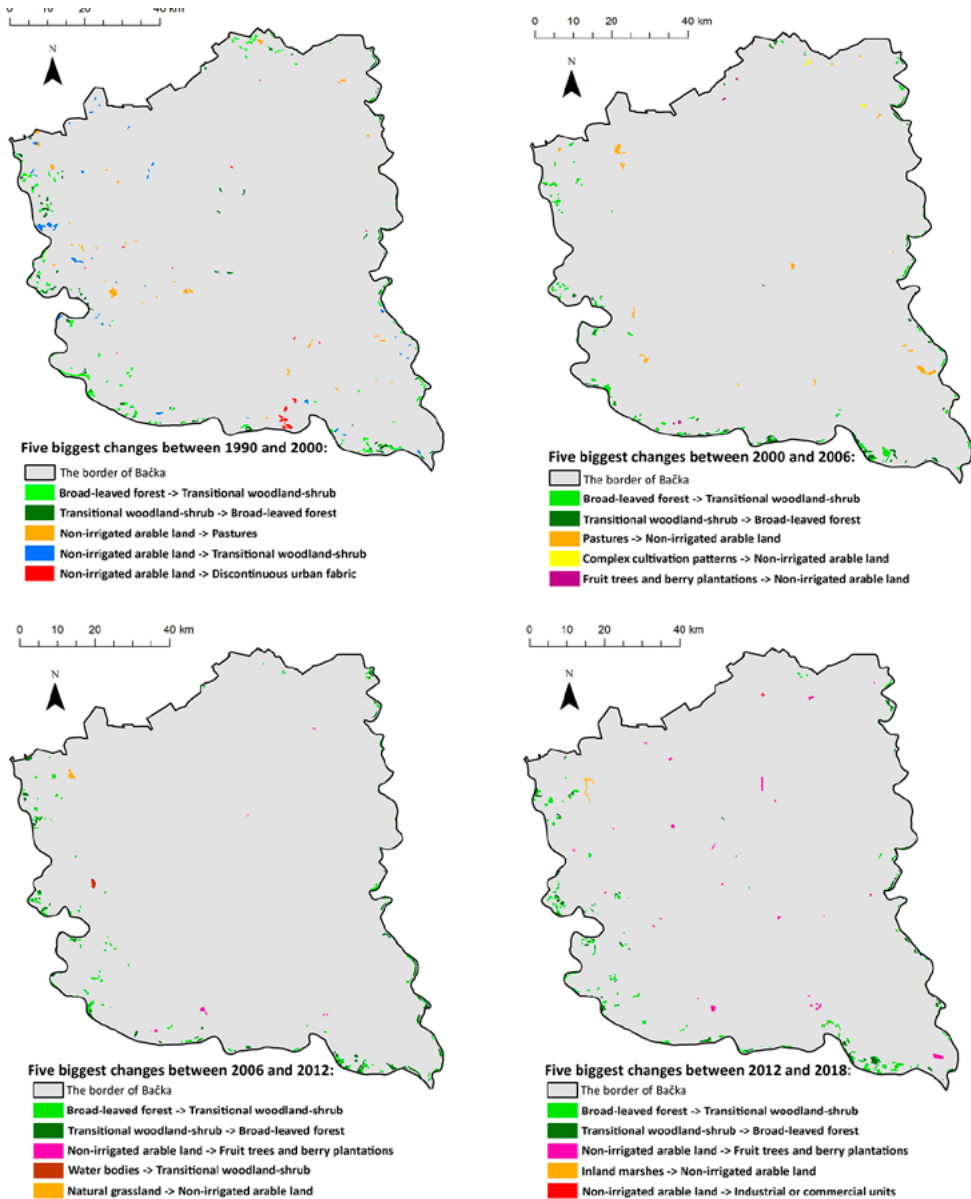 0 10 20 40 km
N
Five biggest changes between 1990 and 2000:
The border of Bačka
Broad-leaved forest -> Transitional woodland-shrub
Transitional woodland-shrub -> Broad-leaved forest
Non-irrigated arable land -> Pastures
Non-irrigated arable land -> Transitional woodland-shrub
Non-irrigated arable land -> Discontinuous urban fabric
0 10 20 40 km
N
Five biggest changes between 2000 and 2006:
The border of Bačka
Broad-leaved forest -> Transitional woodland-shrub
Transitional woodland-shrub -> Broad-leaved forest
Pastures -> Non-irrigated arable land
Complex cultivation patterns -> Non-irrigated arable land
Fruit trees and berry plantations -> Non-irrigated arable land
0 10 20 40 km
N
Five biggest changes between 2006 and 2012:
The border of Bačka
Broad-leaved forest -> Transitional woodland-shrub
Transitional woodland-shrub -> Broad-leaved forest
Non-irrigated arable land -> Fruit trees and berry plantations
Water bodies -> Transitional woodland-shrub
Natural grassland -> Non-irrigated arable land
0 10 20 40 km
N
Five biggest changes between 2012 and 2018:
The border of Bačka
Broad-leaved forest -> Transitional woodland-shrub
Transitional woodland-shrub -> Broad-leaved forest
Non-irrigated arable land -> Fruit trees and berry plantations
Inland marshes -> Non-irrigated arable land
Non-irrigated arable land -> Industrial or commercial units